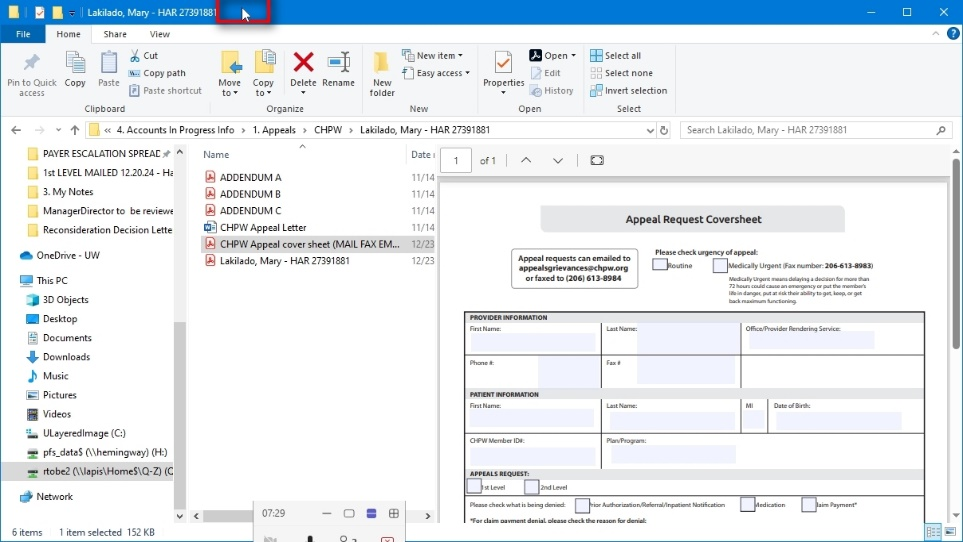 Lakilado, Mary - HAR 27391881
File Home Share View
Pin to Quick access
Copy
Paste
Cut
Copy path
Paste shortcut
Clipboard
Move to
Copy to
Delete
Rename
Organize
New folder
New item
Easy access
New
Properties
Open
Edit
History
Open
Select all
Select none
Invert selection
Select
« 4. Accounts In Progress Info > 1. Appeals > CHPW > Lakilado, Mary - HAR 27391881
Search Lakilado, Mary - HAR 27391881
PAYER ESCALATION SPREAD
1st LEVEL MAILED 12.20.24 - Ha
3. My Notes
ManagerDirector to be reviewe
Reconsideration Decision Lette
OneDrive - UW
This PC
3D Objects
Desktop
Documents
Downloads
Music
Pictures
Videos
ULayeredImage (C:)
pfs_data$ (\\hemingway) (H:)
rtobe2 (\\lapis\Home$\Q-Z) (Q
Network
Name Date
ADDENDUM A 11/14
ADDENDUM B 11/14
ADDENDUM C 11/14
CHPW Appeal Letter 11/14
CHPW Appeal cover sheet (MAIL FAX EM... 12/23
Lakilado, Mary - HAR 27391881 12/23
1 of 1
Appeal Request Coversheet
Appeal requests can emailed to
appealsgrievances@chpw.org
or faxed to (206) 613-8984
Please check urgency of appeal:
Routine Medically Urgent (Fax number: 206-613-8983)
Medically Urgent means delaying a decision for more than
72 hours could cause an emergency or put the member's
life in danger, put at risk their ability to get, keep, or get
back maximum functioning.
PROVIDER INFORMATION
First Name: Last Name: Office/Provider Rendering Service:
Phone #: Fax #
PATIENT INFORMATION
First Name: Last Name: MI Date of Birth:
CHPW Member ID#: Plan/Program:
APPEALS REQUEST:
1st Level 2nd Level
Please check what is being denied: Prior Authorization/Referral/Inpatient Notification Medication Claim Payment*
*For claim payment denial, please check the reason for denial:
07:29
6 items 1 item selected 152 KB